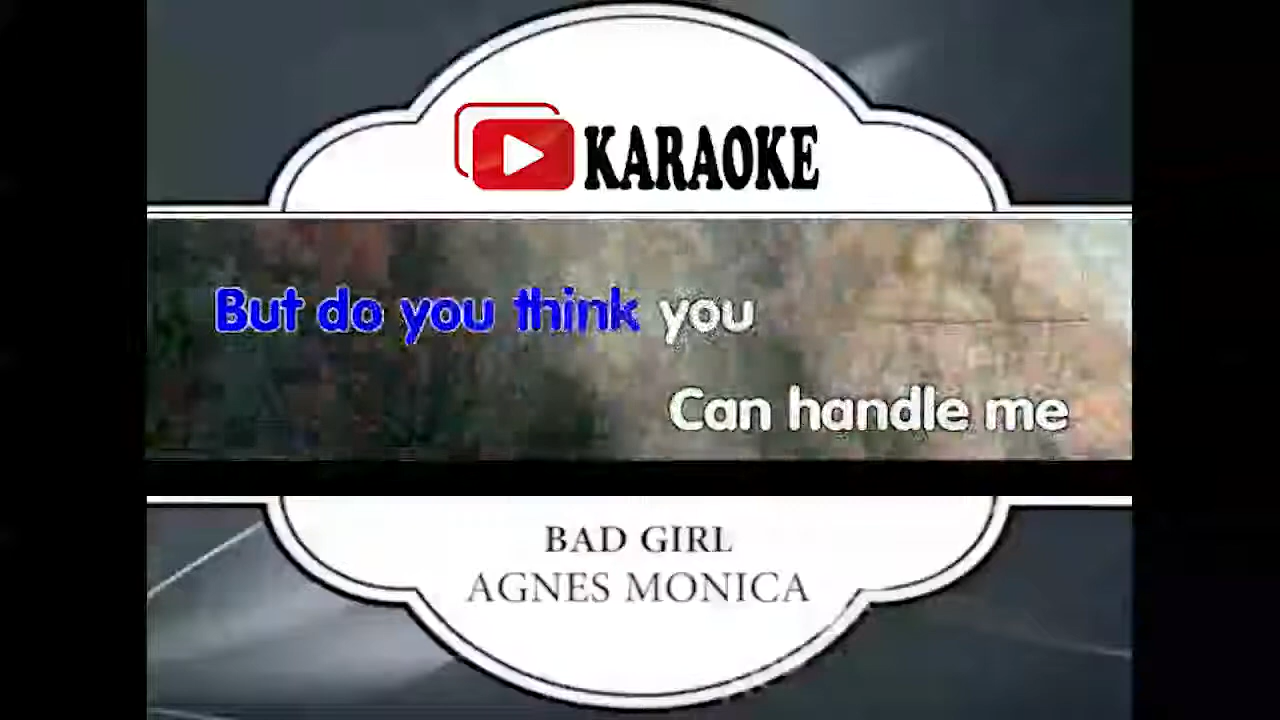 KARAOKE
But do you think you
Can handle me
BAD GIRL
AGNES MONICA